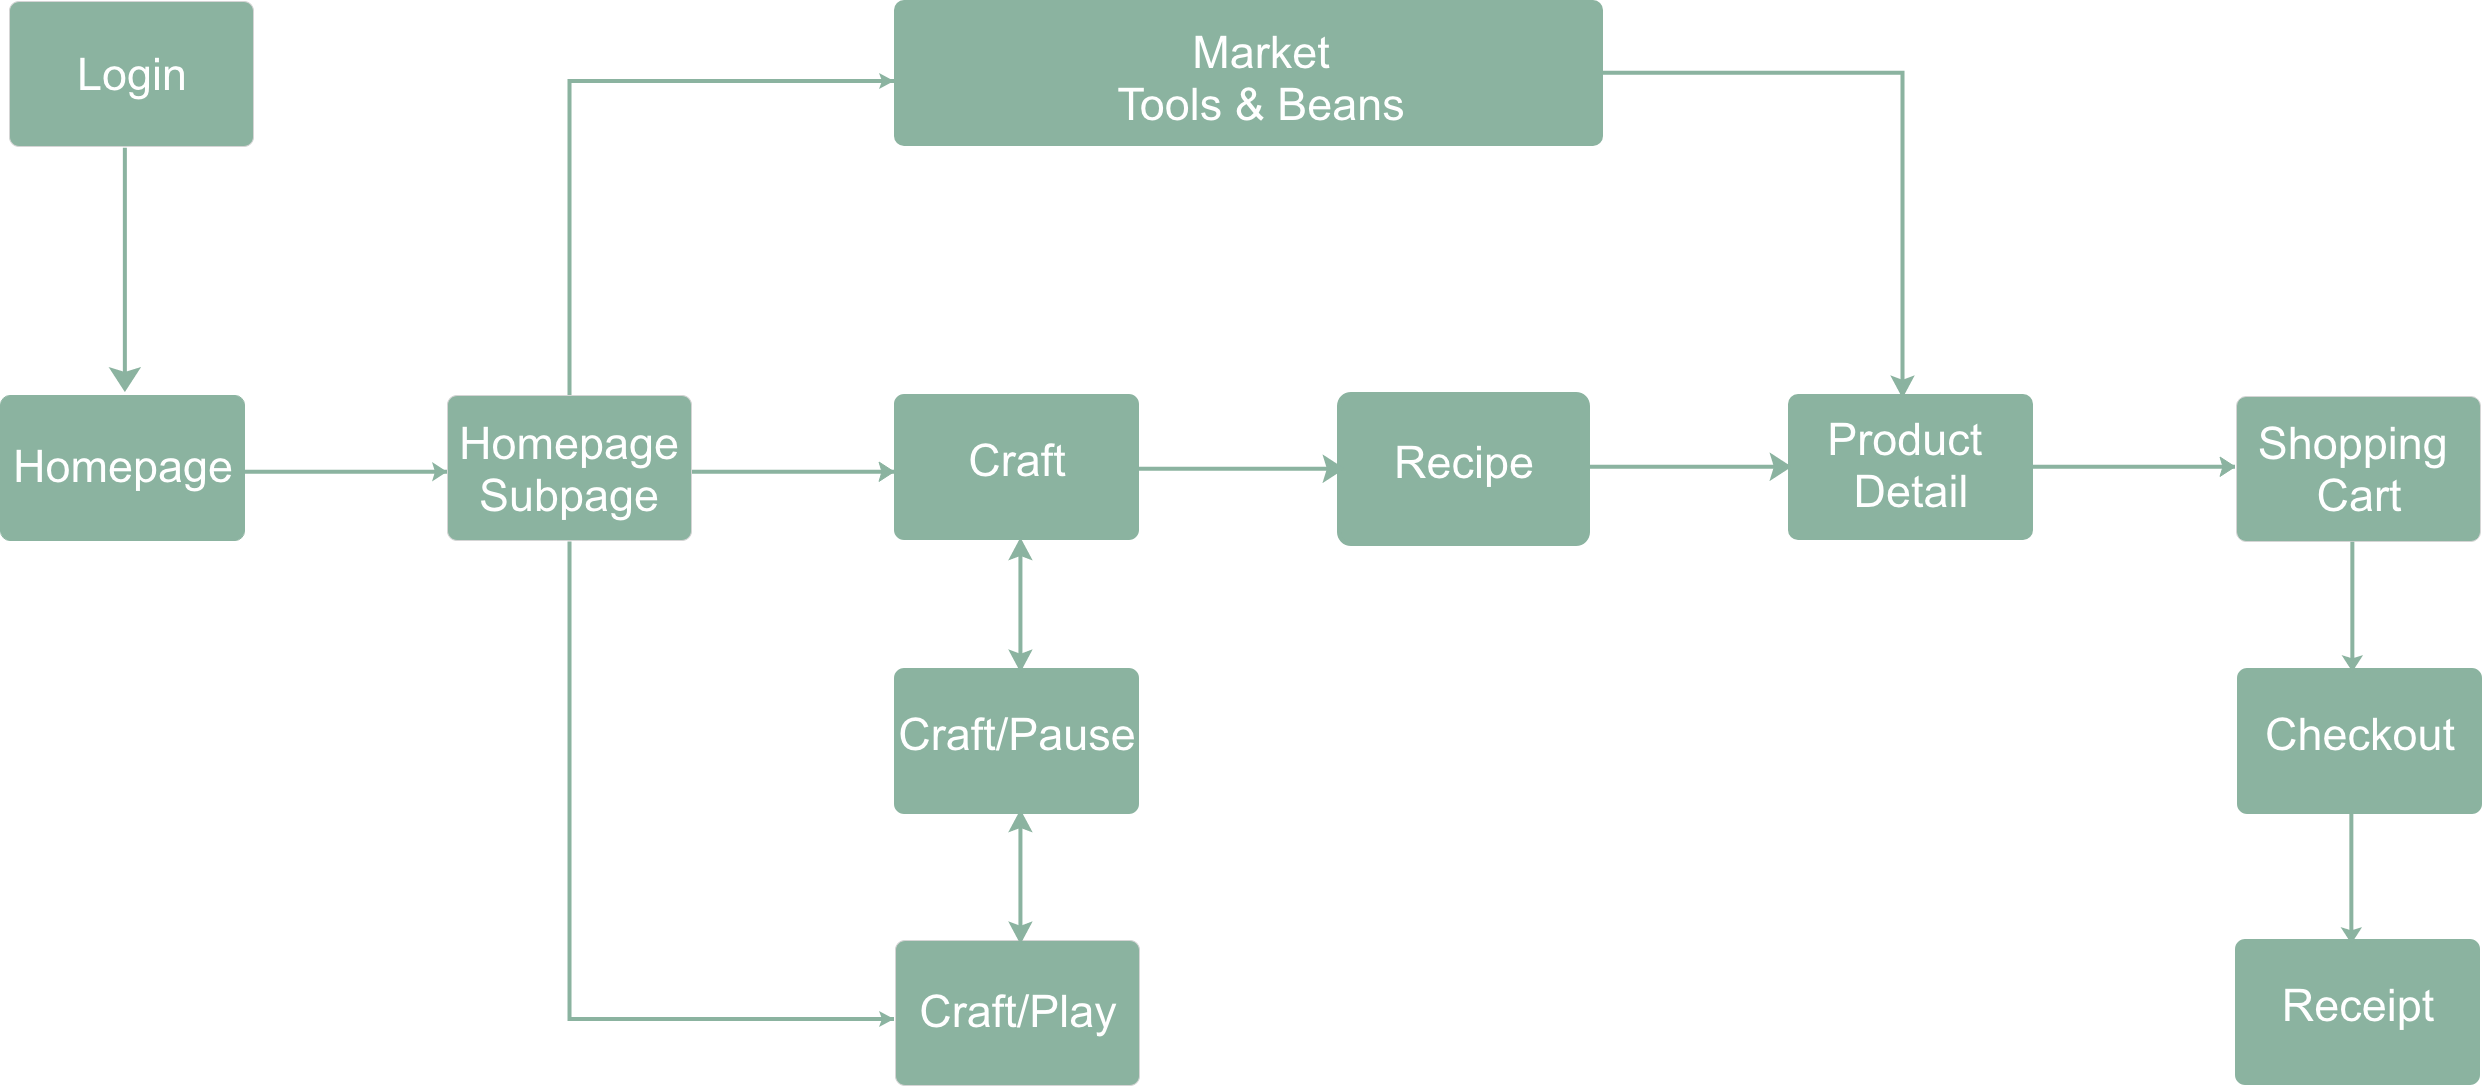 Login
Market
Tools & Beans
Homepage
Homepage
Subpage
Craft
Recipe
Product
Detail
Shopping
Cart
Craft/Pause
Checkout
Craft/Play
Receipt